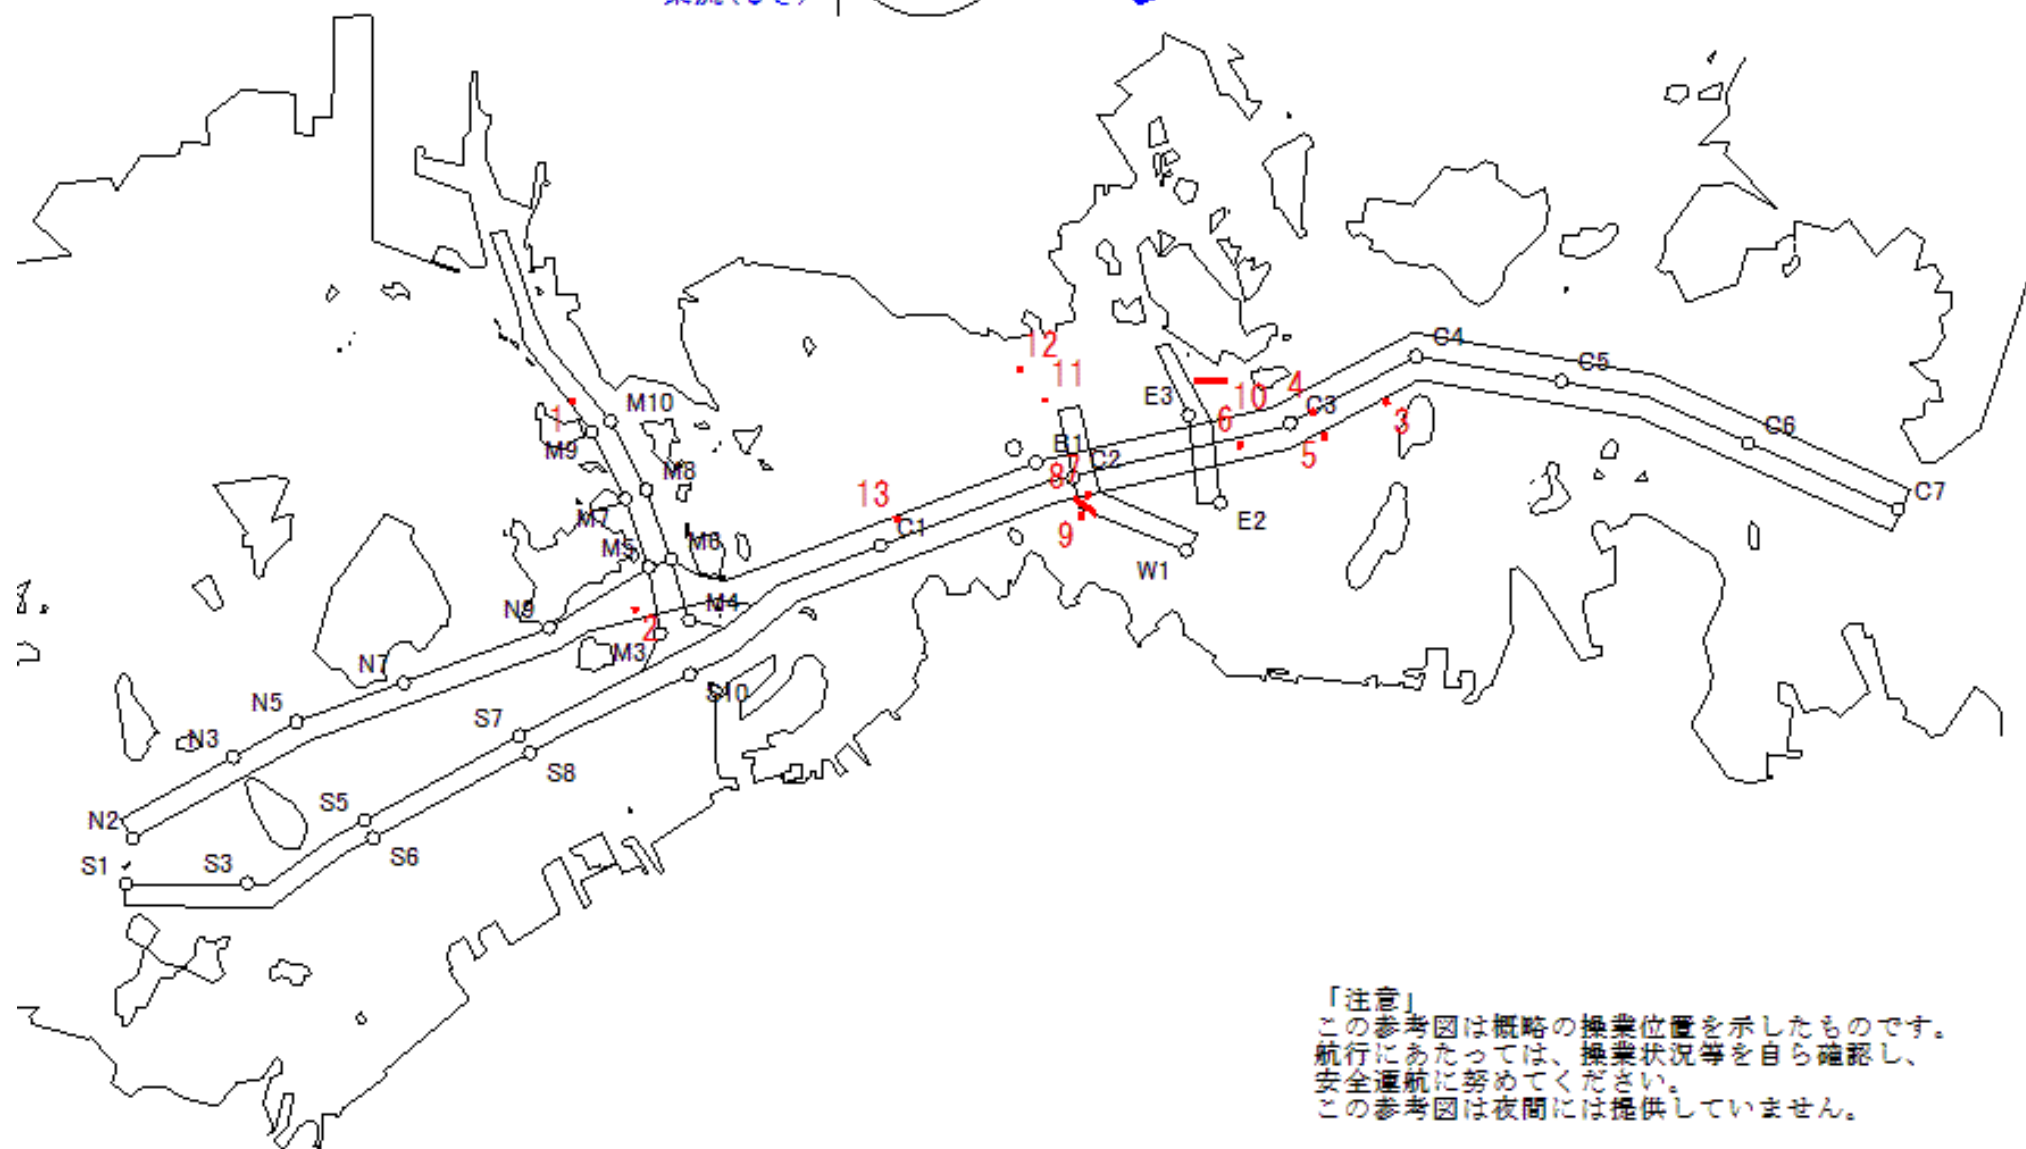 12
11
C4
C5
4
E3
10
M10
C3
6
3
1
C6
B1
M9
5
C2
M8
8
7
C7
13
M7
E2
C1
9
M6
M5
W1
N9
M4
2
M3
N7
S10
N5
S7
N3
S8
S5
N2
S6
S1
S3
「注意」
この参考図は概略の操業位置を示したものです。
航行にあたっては、操業状況等を自ら確認し、
安全運航に努めてください。
この参考図は夜間には提供していません。